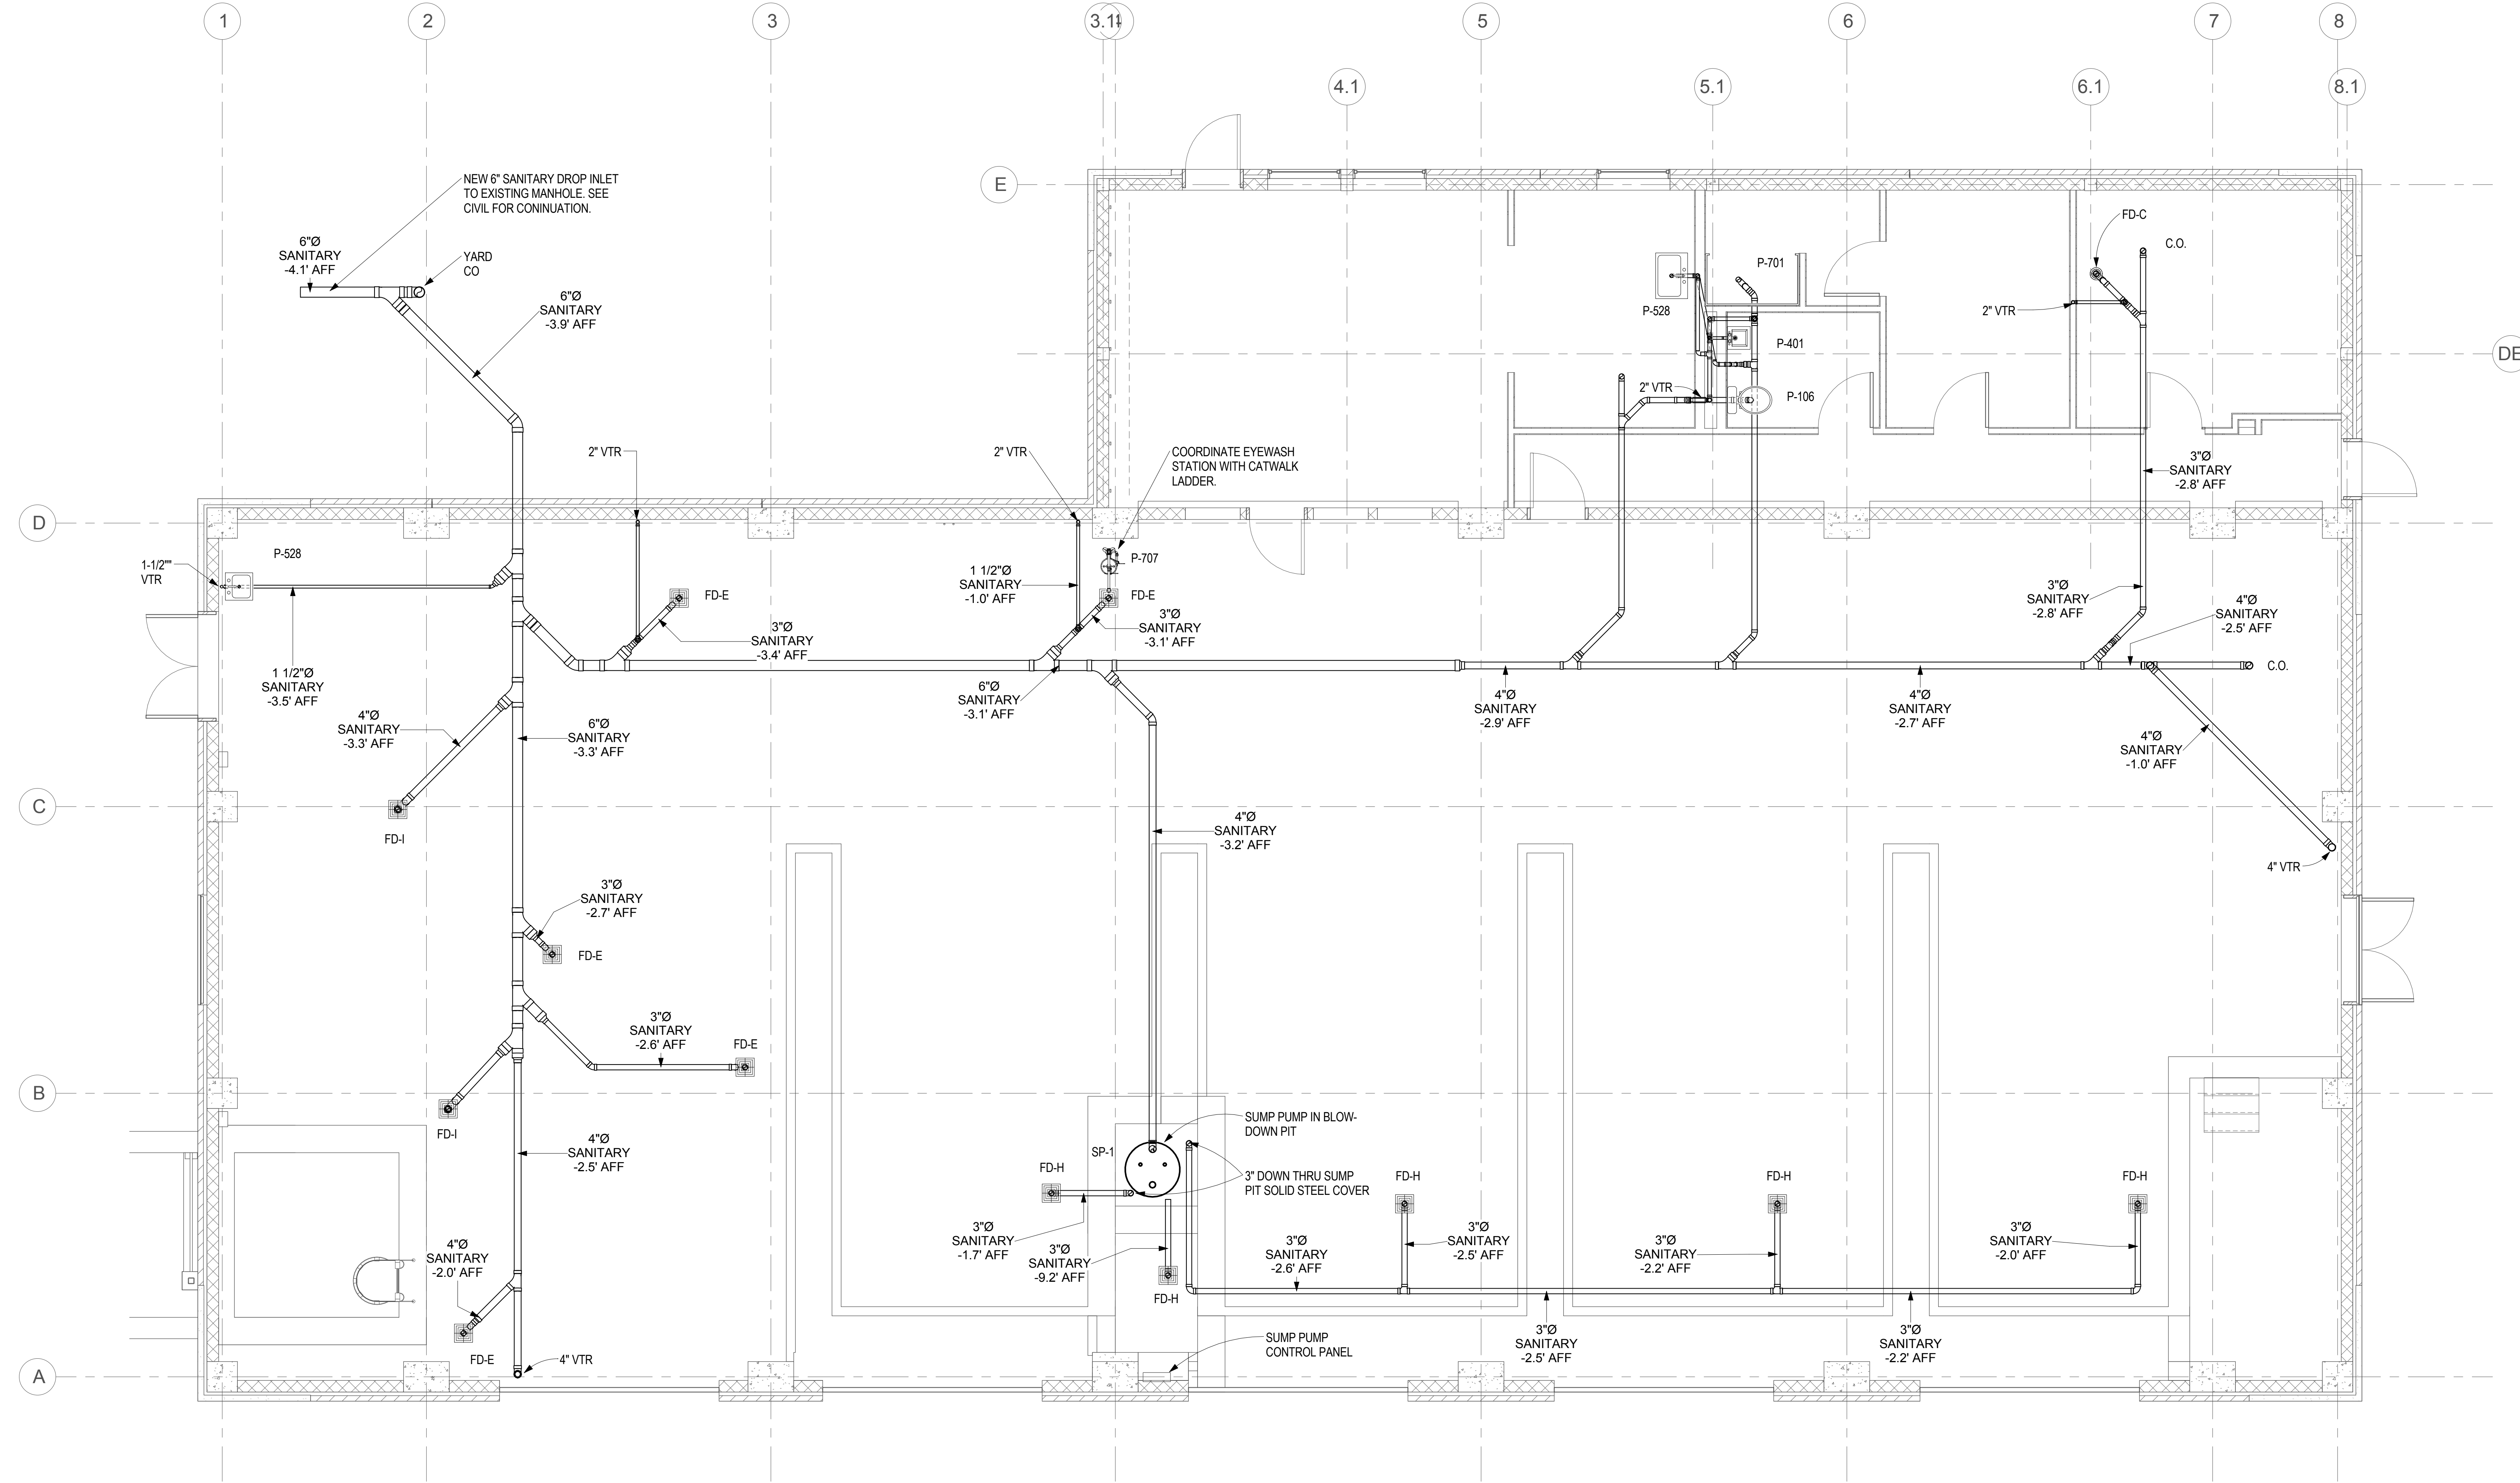 1
2
3
3.1
5
6
7
8
4.1
5.1
6.1
8.1
E
NEW 6" SANITARY DROP INLET
TO EXISTING MANHOLE. SEE
CIVIL FOR CONINUATION.
6"Ø
SANITARY
-4.1' AFF
YARD
CO
6"Ø
SANITARY
-3.9' AFF
FD-C
C.O.
P-701
P-528
2" VTR
P-401
DE
2" VTR
P-106
2" VTR
2" VTR
COORDINATE EYEWASH
STATION WITH CATWALK
LADDER.
3"Ø
SANITARY
-2.8' AFF
D
P-528
1-1/2""
VTR
P-707
1 1/2"Ø
SANITARY
-1.0' AFF
FD-E
FD-E
3"Ø
SANITARY
-2.8' AFF
4"Ø
SANITARY
-2.5' AFF
3"Ø
SANITARY
-3.4' AFF
3"Ø
SANITARY
-3.1' AFF
C.O.
1 1/2"Ø
SANITARY
-3.5' AFF
6"Ø
SANITARY
-3.1' AFF
4"Ø
SANITARY
-2.9' AFF
4"Ø
SANITARY
-2.7' AFF
4"Ø
SANITARY
-3.3' AFF
6"Ø
SANITARY
-3.3' AFF
4"Ø
SANITARY
-1.0' AFF
C
FD-I
4"Ø
SANITARY
-3.2' AFF
4" VTR
3"Ø
SANITARY
-2.7' AFF
FD-E
3"Ø
SANITARY
-2.6' AFF
FD-E
B
FD-I
SUMP PUMP IN BLOW-
DOWN PIT
4"Ø
SANITARY
-2.5' AFF
SP-1
FD-H
3" DOWN THRU SUMP
PIT SOLID STEEL COVER
FD-H
FD-H
FD-H
3"Ø
SANITARY
-1.7' AFF
3"Ø
SANITARY
-9.2' AFF
3"Ø
SANITARY
-2.6' AFF
3"Ø
SANITARY
-2.5' AFF
3"Ø
SANITARY
-2.2' AFF
3"Ø
SANITARY
-2.0' AFF
4"Ø
SANITARY
-2.0' AFF
FD-H
3"Ø
SANITARY
-2.5' AFF
3"Ø
SANITARY
-2.2' AFF
SUMP PUMP
CONTROL PANEL
FD-E
4" VTR
A